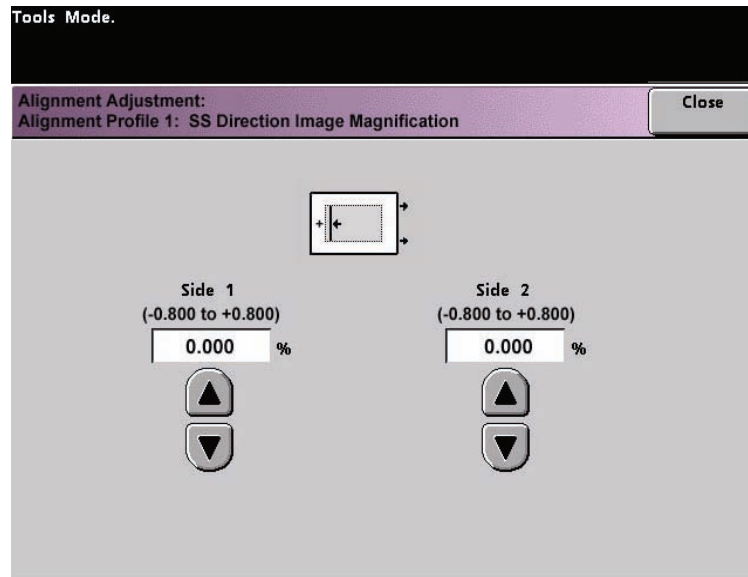 Tools Mode.
Alignment Adjustment:
Alignment Profile 1: SS Direction Image Magnification
Close
Side 1
(-0.800 to +0.800)
0.000 %
Side 2
(-0.800 to +0.800)
0.000 %